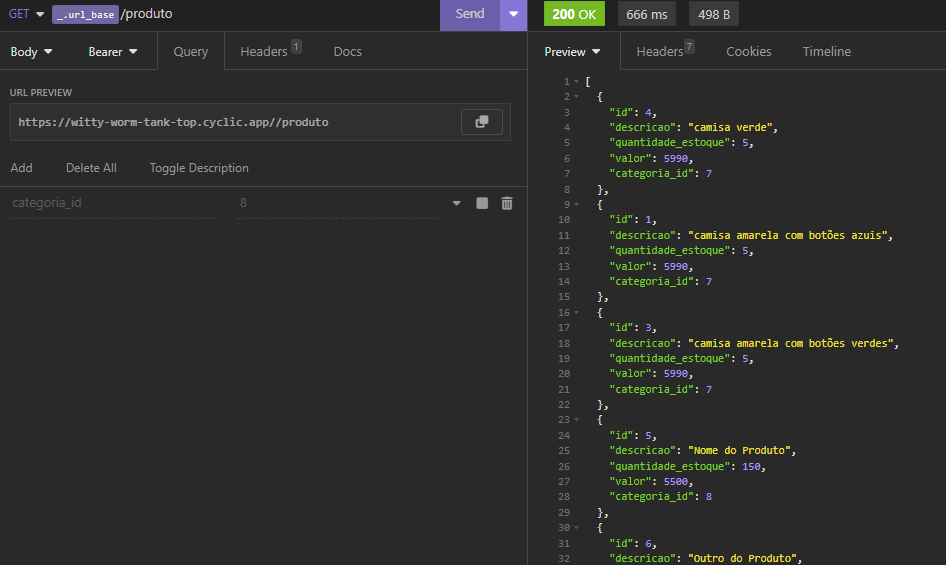 GET _.url_base /produto Send
Body Bearer Query Headers 1 Docs
URL PREVIEW
https://witty-worm-tank-top.cyclic.app//produto
Add Delete All Toggle Description
categoria_id 8
200 OK 666 ms 498 B
Preview Headers 7 Cookies Timeline
1 [
2 {
3 "id": 4,
4 "descricao": "camisa verde",
5 "quantidade_estoque": 5,
6 "valor": 5990,
7 "categoria_id": 7
8 },
9 {
10 "id": 1,
11 "descricao": "camisa amarela com botões azuis",
12 "quantidade_estoque": 5,
13 "valor": 5990,
14 "categoria_id": 7
15 },
16 {
17 "id": 3,
18 "descricao": "camisa amarela com botões verdes",
19 "quantidade_estoque": 5,
20 "valor": 5990,
21 "categoria_id": 7
22 },
23 {
24 "id": 5,
25 "descricao": "Nome do Produto",
26 "quantidade_estoque": 150,
27 "valor": 5500,
28 "categoria_id": 8
29 },
30 {
31 "id": 6,
32 "descricao": "Outro do Produto",